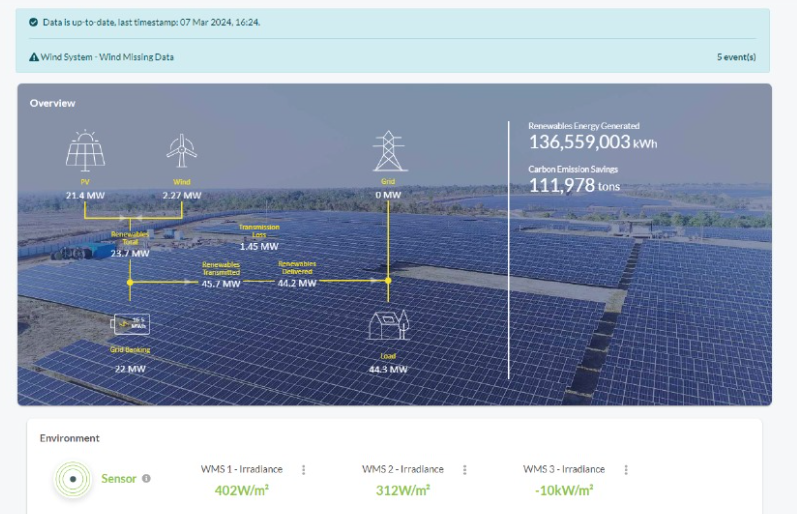 Data is up-to-date, last timestamp: 07 Mar 2024, 16:24.
Wind System - Wind Missing Data 5 event(s)
Overview
Renewables Energy Generated
136,559,003 kWh
Carbon Emission Savings
111,978 tons
PV
21.4 MW
Wind
2.27 MW
Grid
0 MW
Renewables
Total
23.7 MW
Transmission
Loss
1.45 MW
Renewables
Transmitted
45.7 MW
Renewables
Delivered
44.2 MW
Grid Banking
22 MW
Load
44.3 MW
Environment
Sensor
WMS 1 - Irradiance
402W/m²
WMS 2 - Irradiance
312W/m²
WMS 3 - Irradiance
-10kW/m²